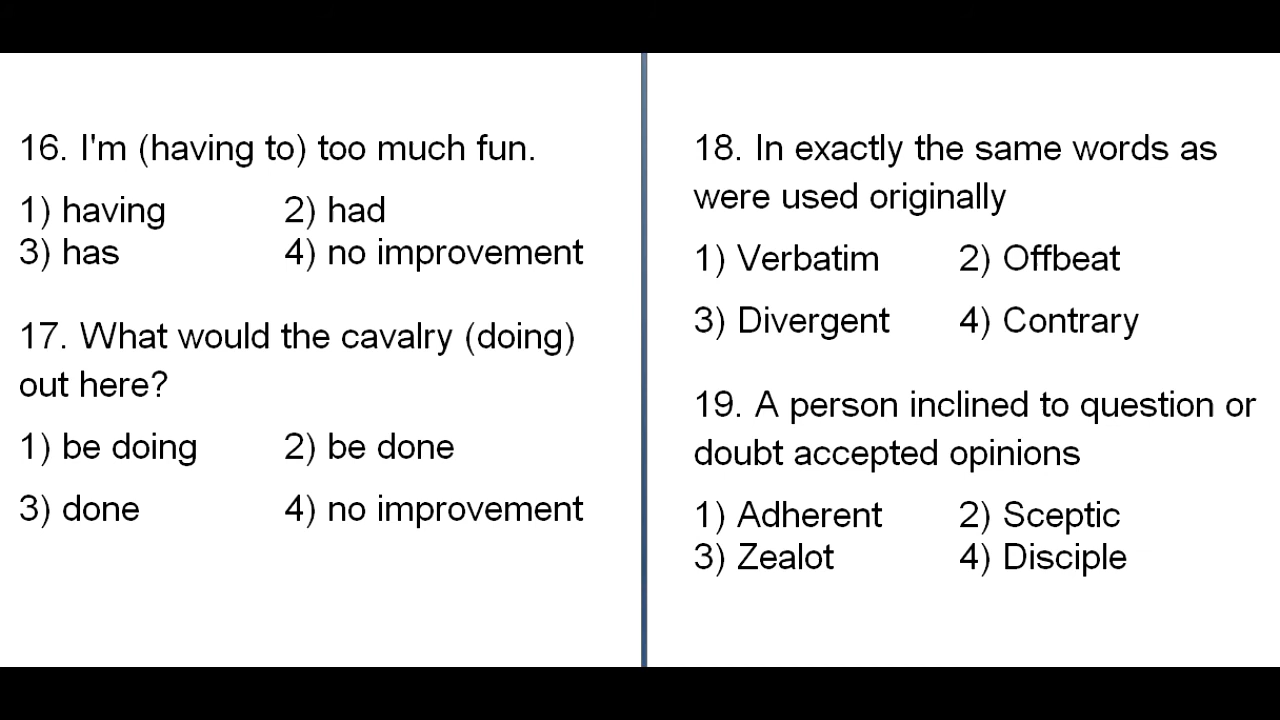 16. I'm (having to) too much fun.
1) having 2) had
3) has 4) no improvement
17. What would the cavalry (doing)
out here?
1) be doing 2) be done
3) done 4) no improvement
18. In exactly the same words as
were used originally
1) Verbatim 2) Offbeat
3) Divergent 4) Contrary
19. A person inclined to question or
doubt accepted opinions
1) Adherent 2) Sceptic
3) Zealot 4) Disciple